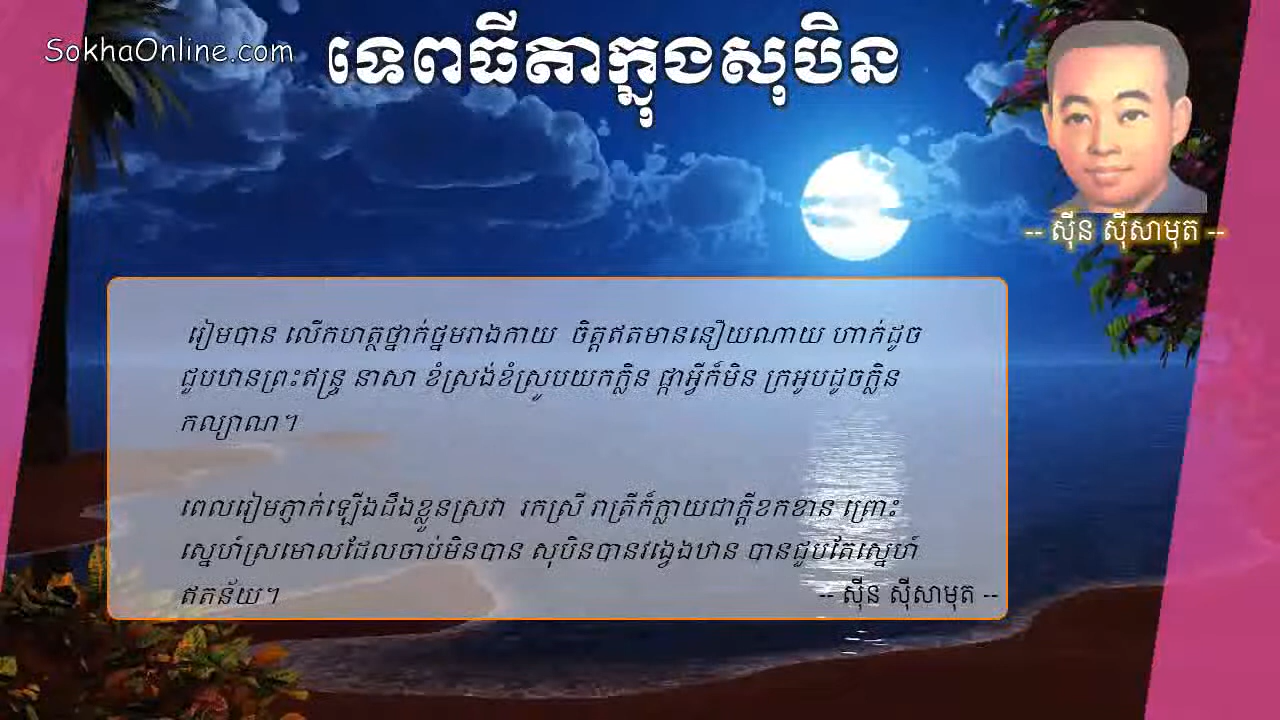 SokhaOnline.com
ទេពធីតាក្នុងសុបិន
-- ស៊ីន ស៊ីសាមុត --
រៀមបាន លើកហត្ថថ្នាក់ថ្នមរាងកាយ ចិត្តឥតមាននឿយណាយ ហាក់ដូច
ជួបឋានព្រះឥន្ទ្រ នាសា ខំស្រង់ខំស្រូបយកក្លិន ផ្កាអ្វីក៏មិន ក្រអូបដូចក្លិន
កល្យាណ។
ពេលរៀមភ្ញាក់ឡើងដឹងខ្លួនស្រវា រកស្រី រាត្រីក៏ក្លាយជាក្ដីខកខាន ព្រោះ
ស្នេហ៍ស្រមោលដែលចាប់មិនបាន សុបិនបានវង្វេងឋាន បានជួបតែស្នេហ៍
ឥតន័យ។
-- ស៊ីន ស៊ីសាមុត --